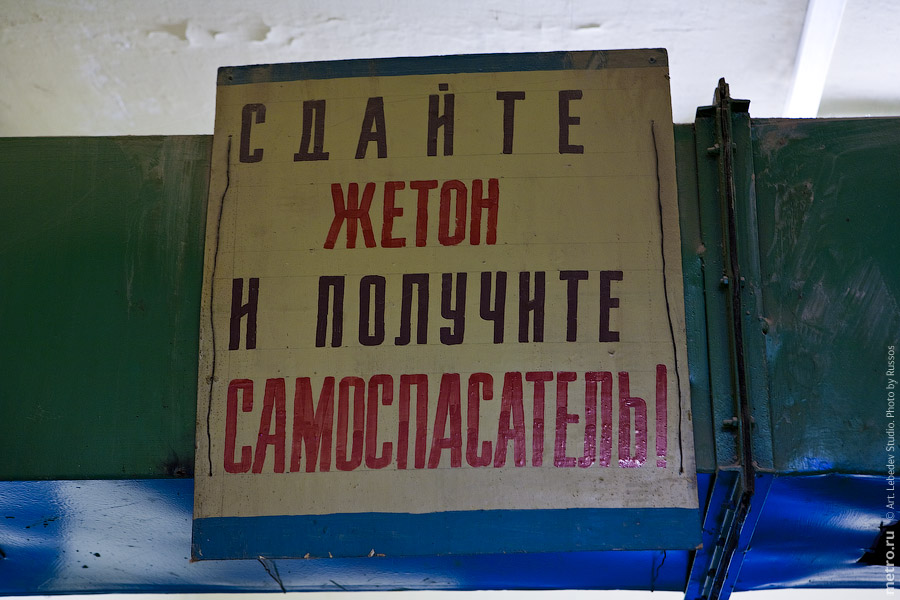 СДАЙТЕ
ЖЕТОН
И ПОЛУЧИТЕ
САМОСПАСАТЕЛЬ!
metro.ru © Art. Lebedev Studio. Photo by Russos